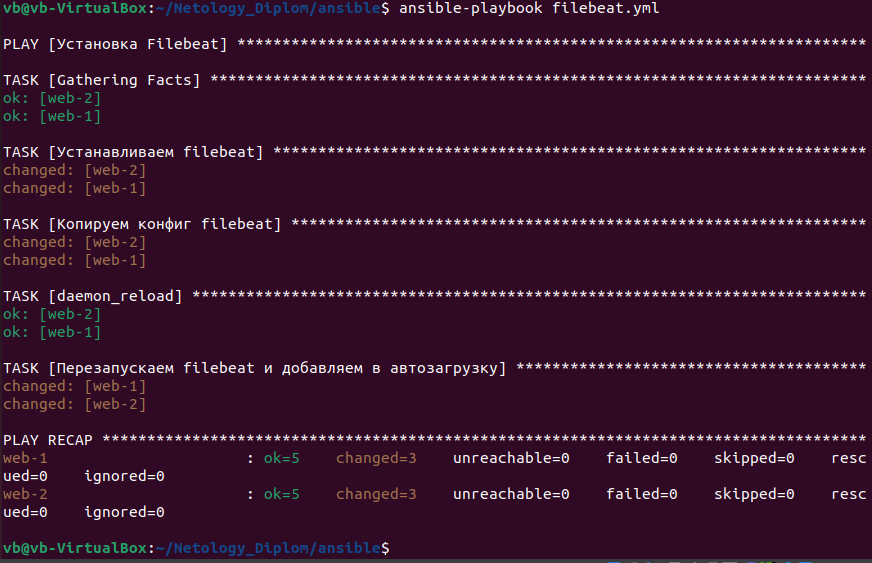 vb@vb-VirtualBox:~/Netology_Diplom/ansible$ ansible-playbook filebeat.yml
PLAY [Установка Filebeat] **********************************************************************
TASK [Gathering Facts] *************************************************************************
ok: [web-2]
ok: [web-1]
TASK [Устанавливаем filebeat] ******************************************************************
changed: [web-2]
changed: [web-1]
TASK [Копируем конфиг filebeat] ****************************************************************
changed: [web-2]
changed: [web-1]
TASK [daemon_reload] ***************************************************************************
ok: [web-2]
ok: [web-1]
TASK [Перезапускаем filebeat и добавляем в автозагрузку] ***************************************
changed: [web-1]
changed: [web-2]
PLAY RECAP *************************************************************************************
web-1                      : ok=5    changed=3    unreachable=0    failed=0    skipped=0    resc
ued=0    ignored=0
web-2                      : ok=5    changed=3    unreachable=0    failed=0    skipped=0    resc
ued=0    ignored=0
vb@vb-VirtualBox:~/Netology_Diplom/ansible$